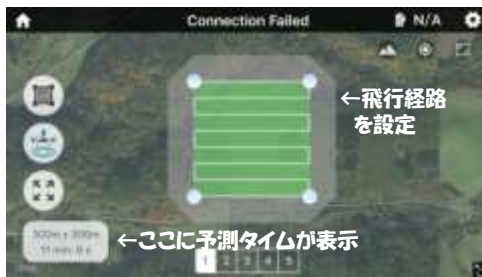 Connection Failed
N/A
←飛行経路
を設定
300m x 300m
11 min: 0 s
←ここに予測タイムが表示
1 2 3 4 5